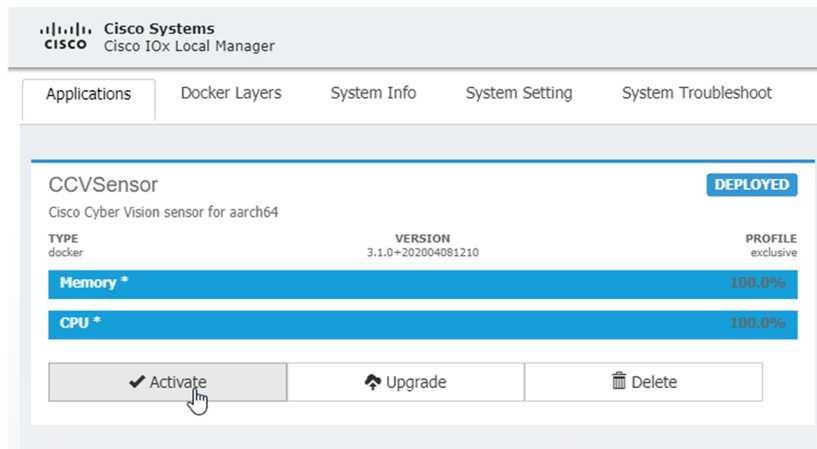 Cisco Systems
CISCO Cisco IOx Local Manager
Applications Docker Layers System Info System Setting System Troubleshoot
CCVSensor DEPLOYED
Cisco Cyber Vision sensor for aarch64
TYPE VERSION PROFILE
docker 3.1.0+202004081210 exclusive
Memory * 100.0%
CPU * 100.0%
Activate Upgrade Delete